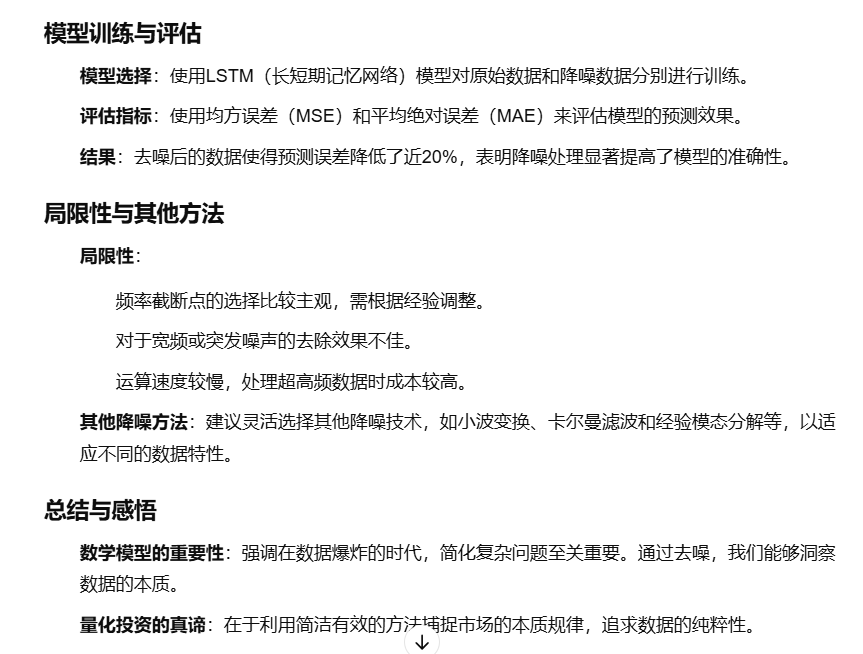 模型训练与评估
模型选择：使用LSTM（长短期记忆网络）模型对原始数据和降噪数据分别进行训练。
评估指标：使用均方误差（MSE）和平均绝对误差（MAE）来评估模型的预测效果。
结果：去噪后的数据使得预测误差降低了近20%，表明降噪处理显著提高了模型的准确性。
局限性与其他方法
局限性：
频率截断点的选择比较主观，需根据经验调整。
对于宽频或突发噪声的去除效果不佳。
运算速度较慢，处理超高频数据时成本较高。
其他降噪方法：建议灵活选择其他降噪技术，如小波变换、卡尔曼滤波和经验模态分解等，以适
应不同的数据特性。
总结与感悟
数学模型的重要性：强调在数据爆炸的时代，简化复杂问题至关重要。通过去噪，我们能够洞察
数据的本质。
量化投资的真谛：在于利用简洁有效的方法捕捉市场的本质规律，追求数据的纯粹性。